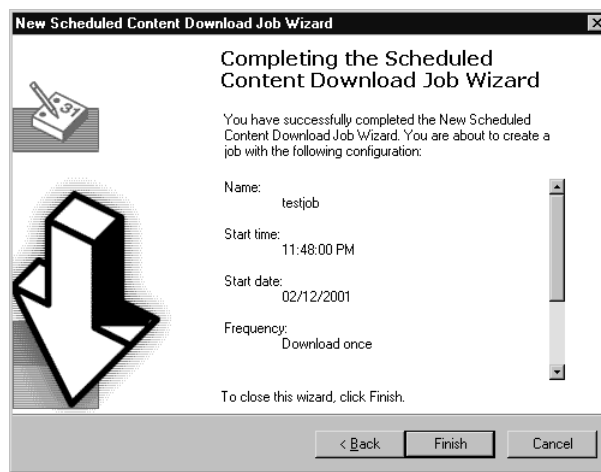 New Scheduled Content Download Job Wizard
Completing the Scheduled
Content Download Job Wizard
You have successfully completed the New Scheduled
Content Download Job Wizard. You are about to create a
job with the following configuration:
Name:
testjob
Start time:
11:48:00 PM
Start date:
02/12/2001
Frequency:
Download once
To close this wizard, click Finish.
< Back Finish Cancel
31